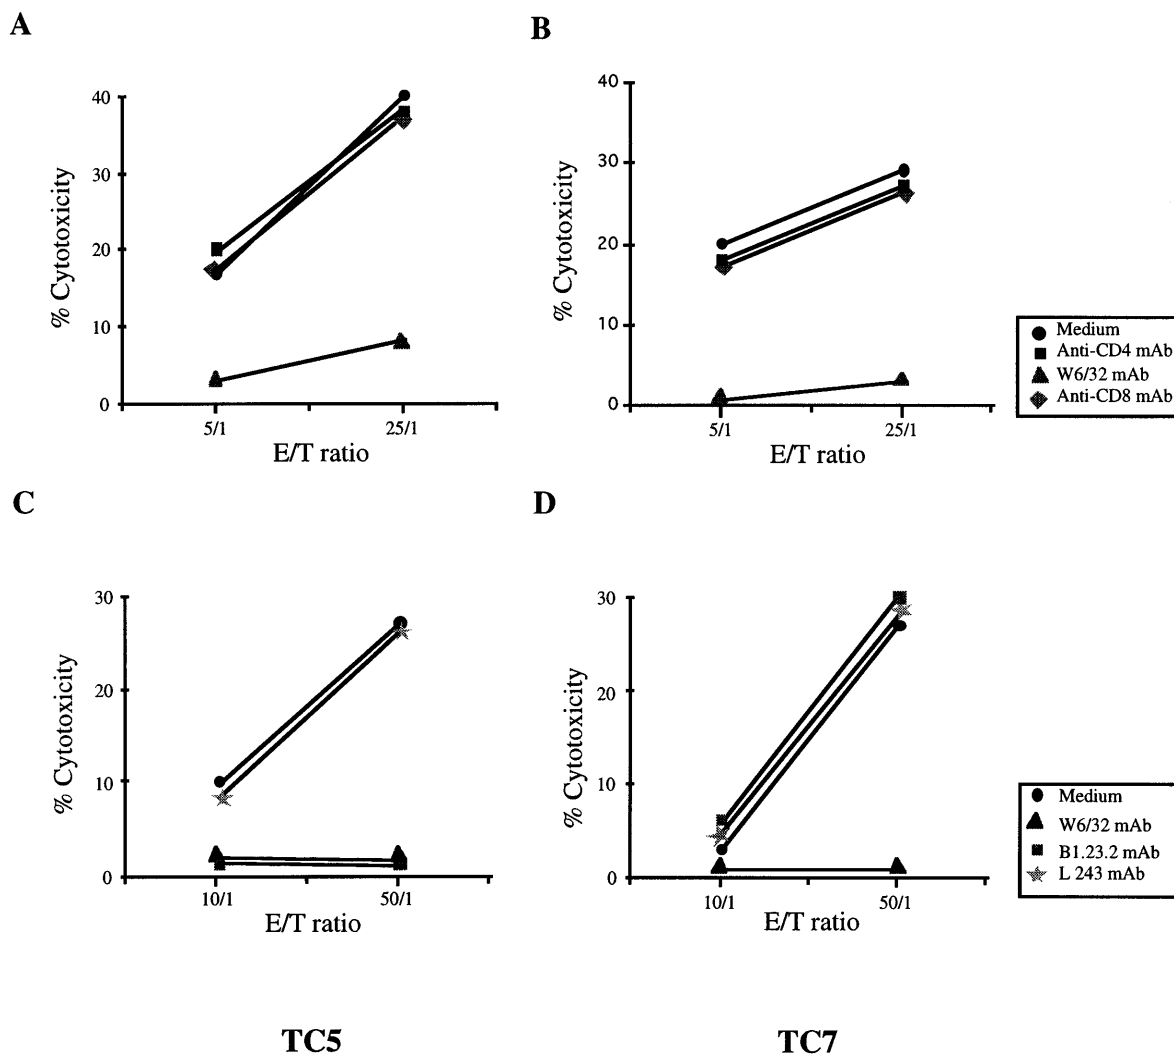 A
B
40
30
20
10
0
% Cytotoxicity
5/1
25/1
E/T ratio
40
30
20
10
0
% Cytotoxicity
5/1
25/1
E/T ratio
Medium
Anti-CD4 mAb
W6/32 mAb
Anti-CD8 mAb
C
D
30
20
10
0
% Cytotoxicity
10/1
50/1
E/T ratio
30
20
10
0
% Cytotoxicity
10/1
50/1
E/T ratio
Medium
W6/32 mAb
B1.23.2 mAb
L 243 mAb
TC5
TC7